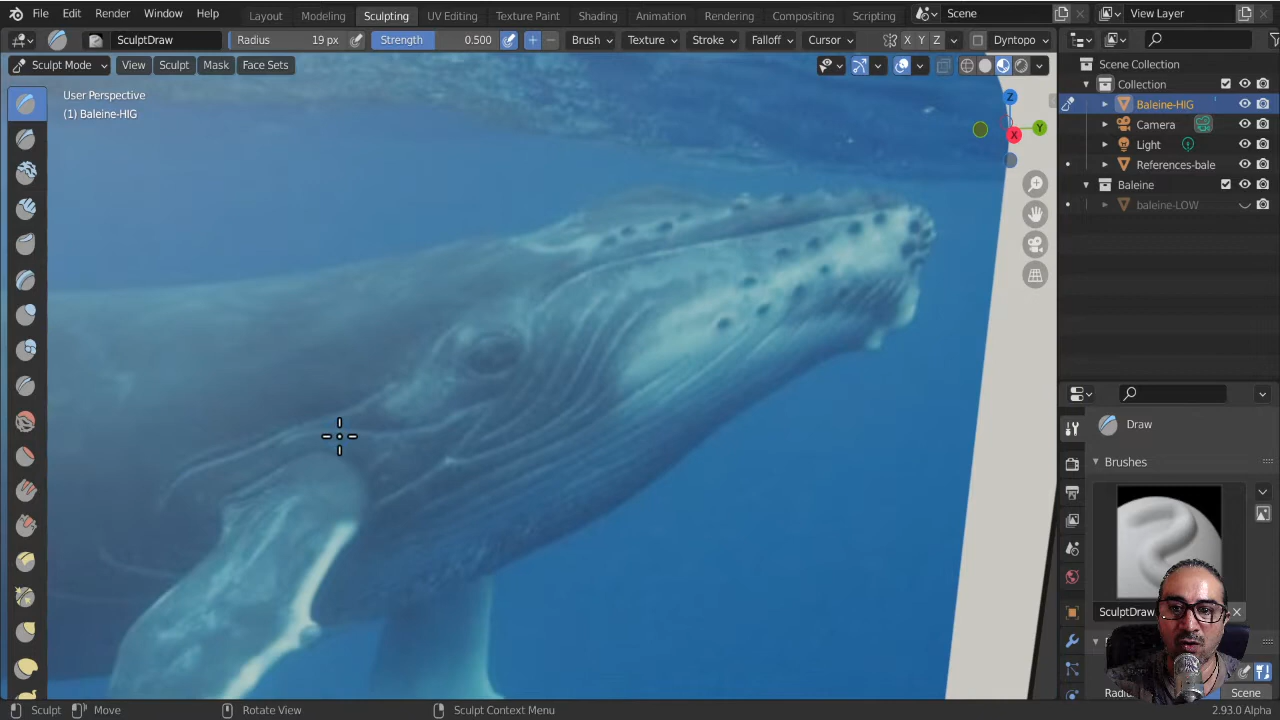 File Edit Render Window Help Layout Modeling Sculpting UV Editing Texture Paint Shading Animation Rendering Compositing Scripting Scene View Layer
SculptDraw Radius 19 px Strength 0.500 Brush Texture Stroke Falloff Cursor X Y Z Dyntopo
Sculpt Mode View Sculpt Mask Face Sets
Scene Collection
Collection
Baleine-HIG
Camera
Light
References-bale
Baleine
baleine-LOW
User Perspective
(1) Baleine-HIG
Z
Y
X
Draw
Brushes
SculptDraw
Scene
Sculpt Move Rotate View Sculpt Context Menu 2.93.0 Alpha